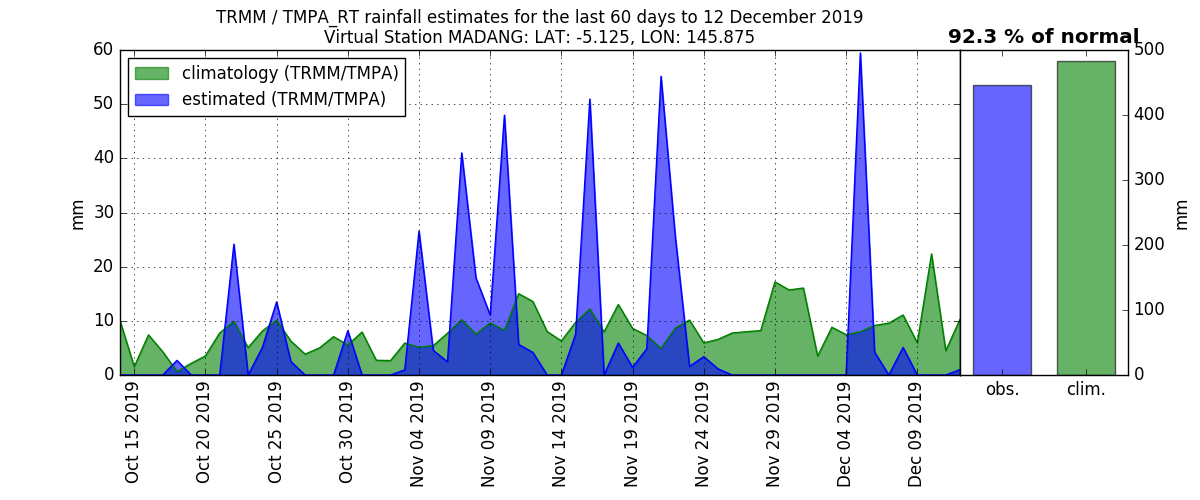 TRMM / TMPA_RT rainfall estimates for the last 60 days to 12 December 2019
Virtual Station MADANG: LAT: -5.125, LON: 145.875
92.3 % of normal
climatology (TRMM/TMPA)
estimated (TRMM/TMPA)
60
50
40
30
20
10
0
mm
Oct 15 2019
Oct 20 2019
Oct 25 2019
Oct 30 2019
Nov 04 2019
Nov 09 2019
Nov 14 2019
Nov 19 2019
Nov 24 2019
Nov 29 2019
Dec 04 2019
Dec 09 2019
obs.
clim.
500
400
300
200
100
0
mm